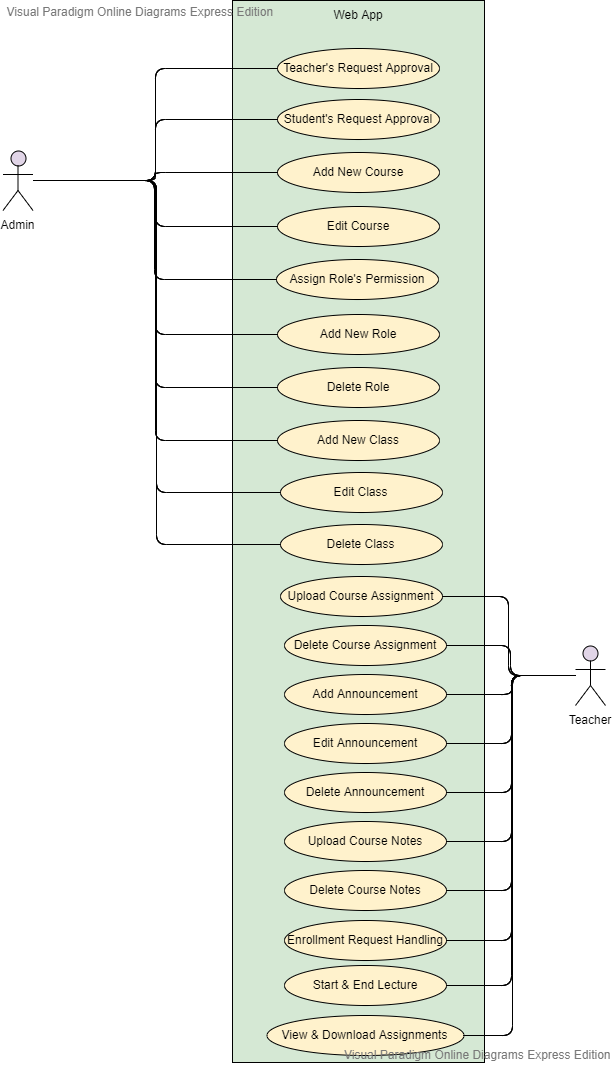 Visual Paradigm Online Diagrams Express Edition
Web App
Teacher's Request Approval
Student's Request Approval
Add New Course
Admin
Edit Course
Assign Role's Permission
Add New Role
Delete Role
Add New Class
Edit Class
Delete Class
Upload Course Assignment
Delete Course Assignment
Add Announcement
Teacher
Edit Announcement
Delete Announcement
Upload Course Notes
Delete Course Notes
Enrollment Request Handling
Start & End Lecture
View & Download Assignments
Visual Paradigm Online Diagrams Express Edition